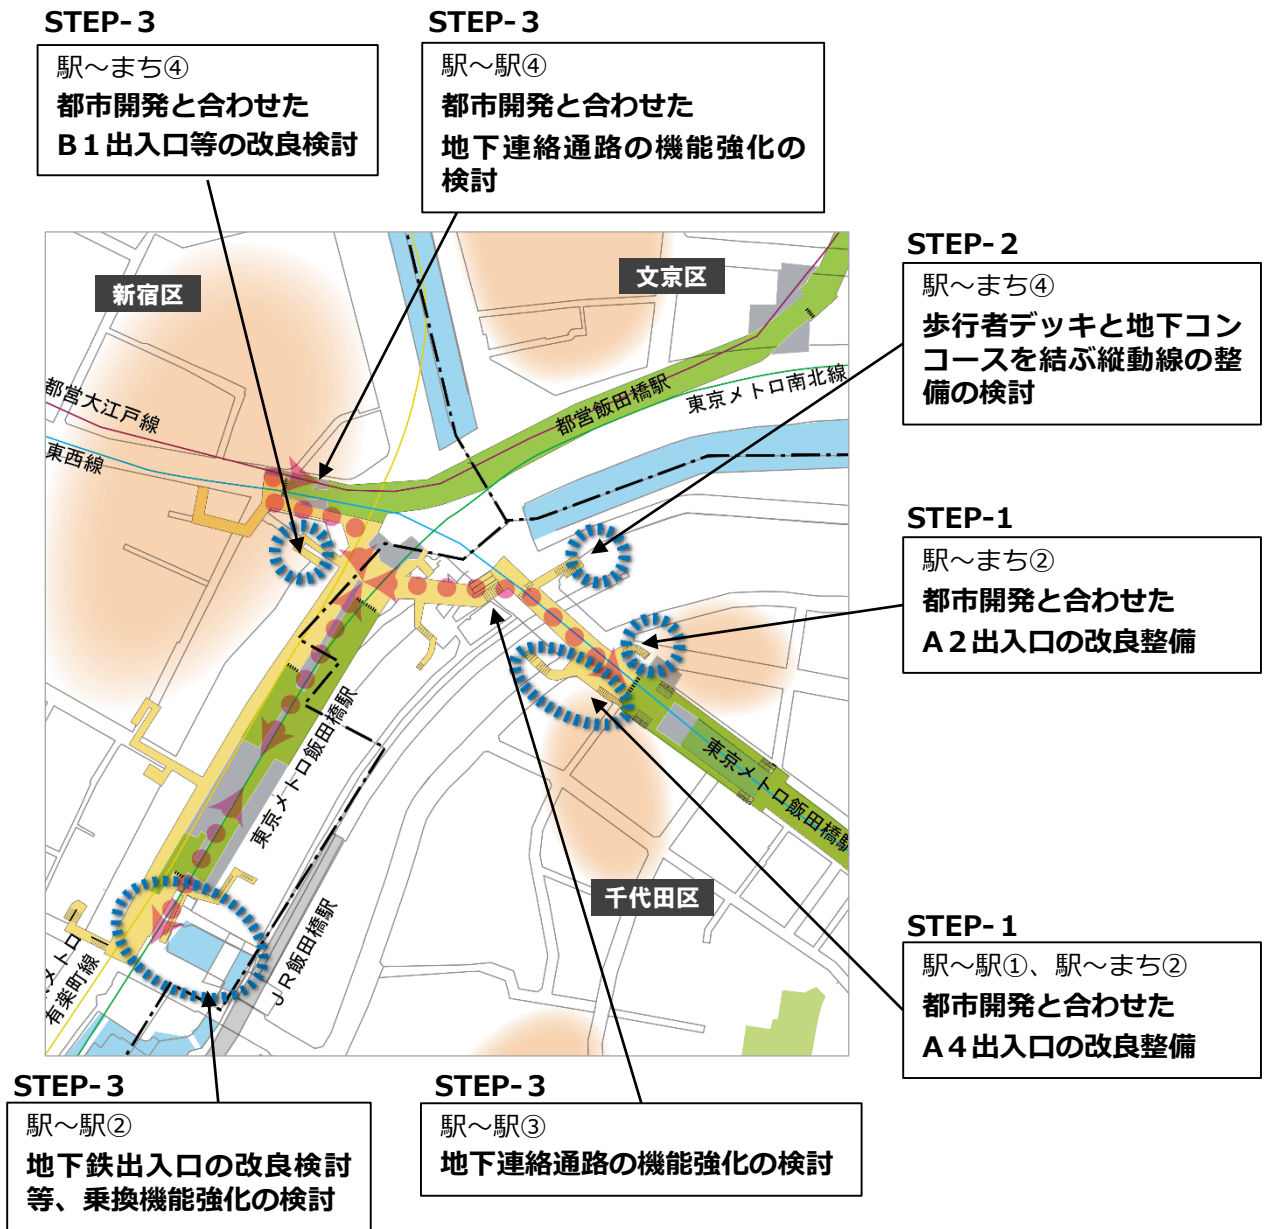 STEP-3
駅～まち④
都市開発と合わせた
B１出入口等の改良検討
STEP-3
駅～駅④
都市開発と合わせた
地下連絡通路の機能強化の
検討
STEP-2
駅～まち④
歩行者デッキと地下コン
コースを結ぶ縦動線の整
備の検討
STEP-1
駅～まち②
都市開発と合わせた
A２出入口の改良整備
STEP-1
駅～駅①、駅～まち②
都市開発と合わせた
A４出入口の改良整備
新宿区
文京区
都営大江戸線
東西線
都営飯田橋駅
東京メトロ南北線
東京メトロ飯田橋駅
東京メトロ飯田橋駅
千代田区
JR飯田橋駅
メトロ
有楽町線
STEP-3
駅～駅②
地下鉄出入口の改良検討
等、乗換機能強化の検討
STEP-3
駅～駅③
地下連絡通路の機能強化の検討